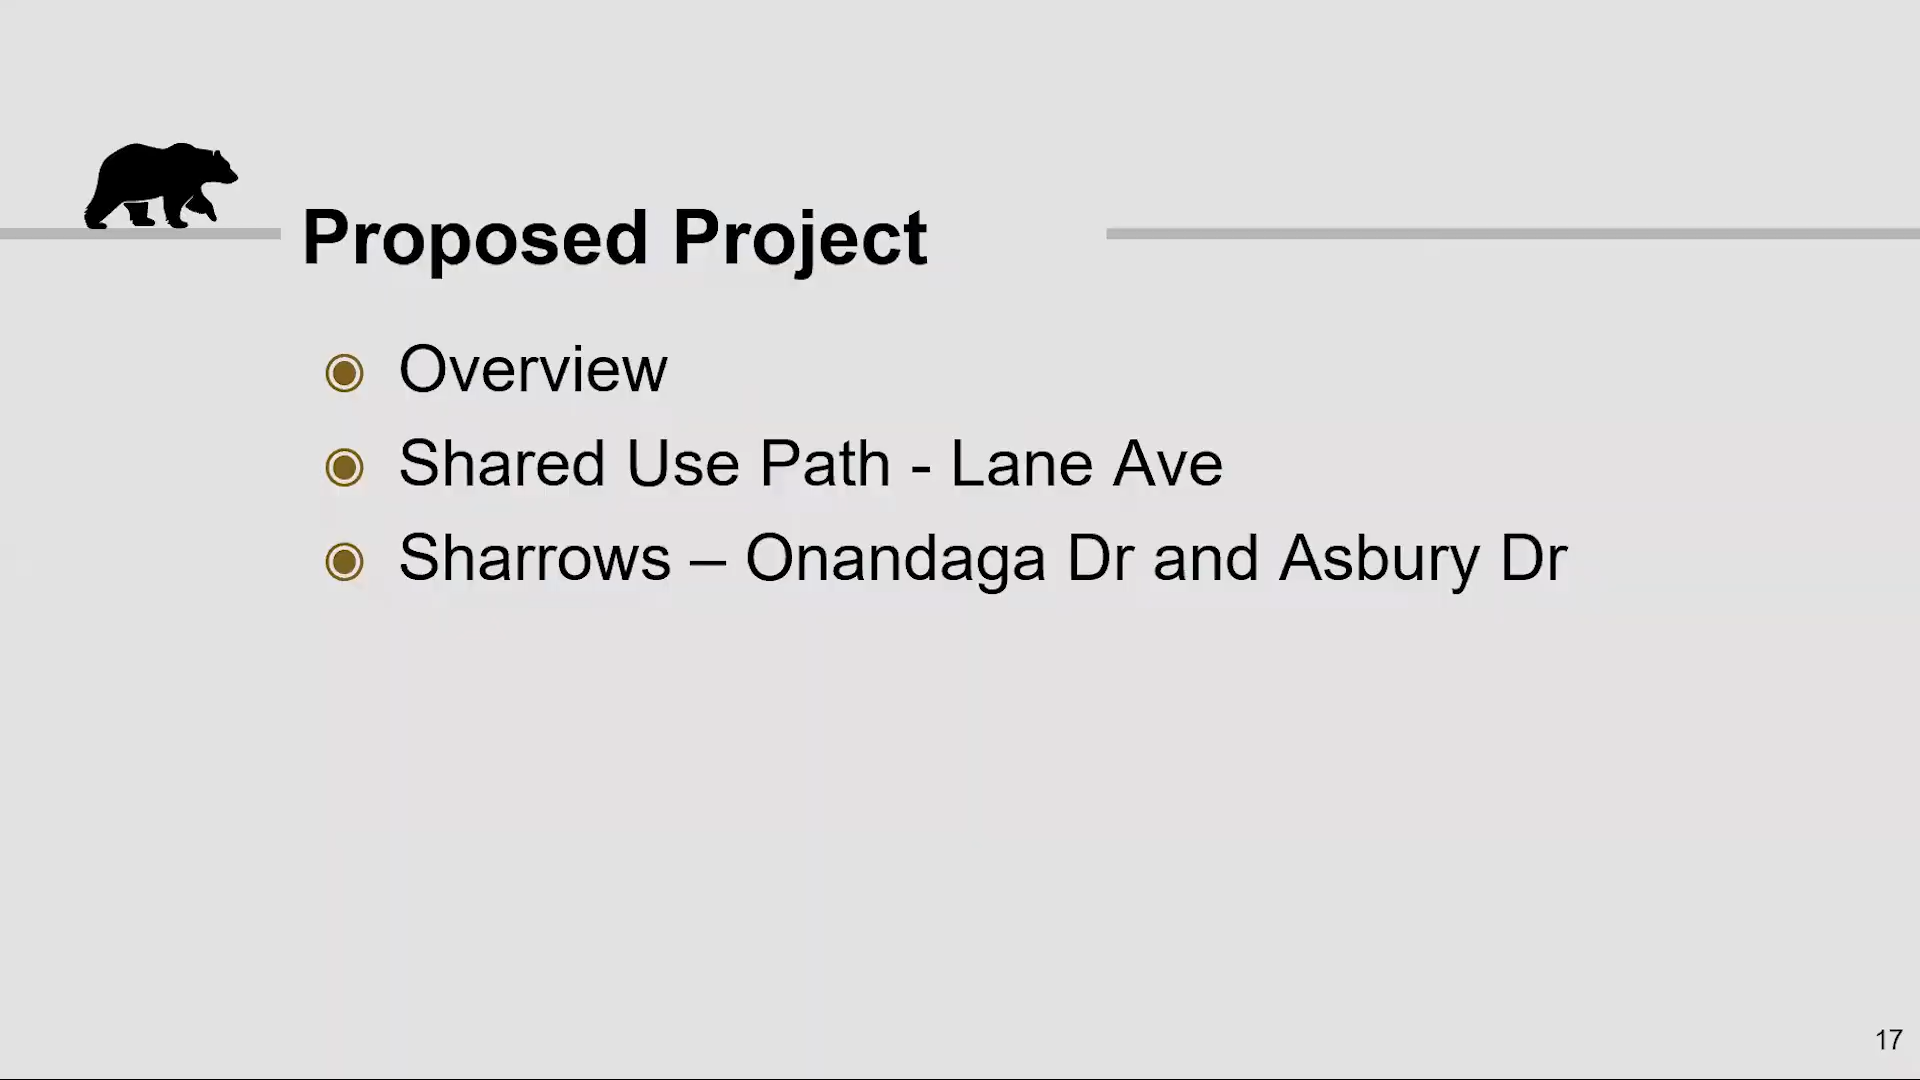 Proposed Project
Overview
Shared Use Path - Lane Ave
Sharrows – Onandaga Dr and Asbury Dr
17